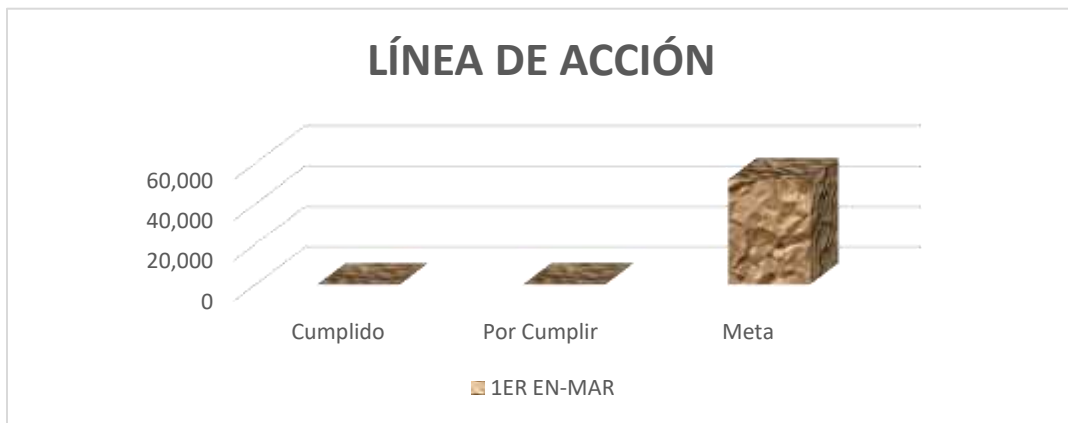 LÍNEA DE ACCIÓN
60,000
40,000
20,000
0
Cumplido Por Cumplir Meta
1ER EN-MAR